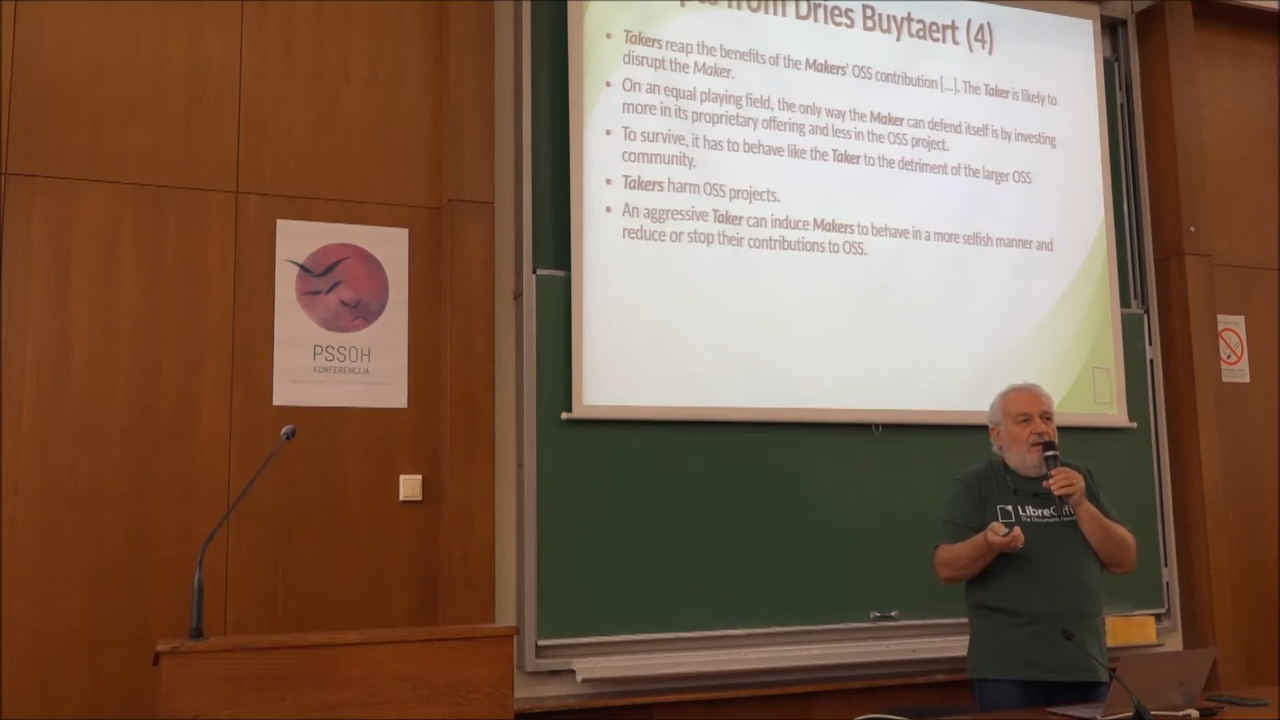 from Dries Buytaert (4)
• Takers reap the benefits of the Makers' OSS contribution [...]. The Taker is likely to
disrupt the Maker.
• On an equal playing field, the only way the Maker can defend itself is by investing
more in its proprietary offering and less in the OSS project.
• To survive, it has to behave like the Taker to the detriment of the larger OSS
community.
• Takers harm OSS projects.
• An aggressive Taker can induce Makers to behave in a more selfish manner and
reduce or stop their contributions to OSS.
PSSOH
KONFERENCIJA
The Document